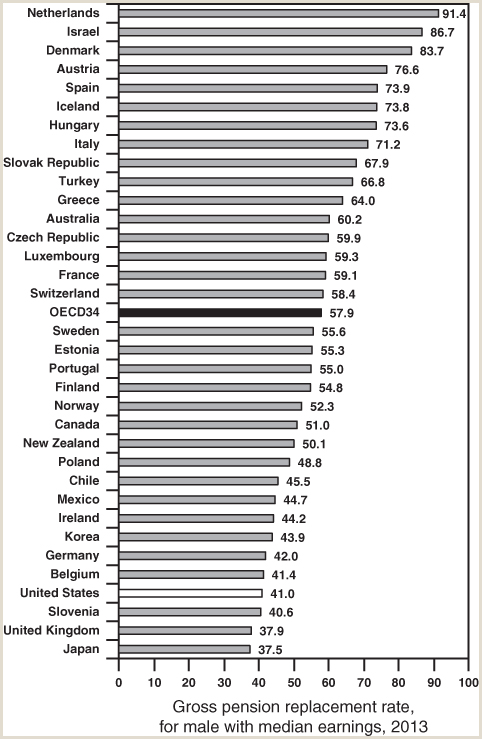 Netherlands 91.4
Israel 86.7
Denmark 83.7
Austria 76.6
Spain 73.9
Iceland 73.8
Hungary 73.6
Italy 71.2
Slovak Republic 67.9
Turkey 66.8
Greece 64.0
Australia 60.2
Czech Republic 59.9
Luxembourg 59.3
France 59.1
Switzerland 58.4
OECD34 57.9
Sweden 55.6
Estonia 55.3
Portugal 55.0
Finland 54.8
Norway 52.3
Canada 51.0
New Zealand 50.1
Poland 48.8
Chile 45.5
Mexico 44.7
Ireland 44.2
Korea 43.9
Germany 42.0
Belgium 41.4
United States 41.0
Slovenia 40.6
United Kingdom 37.9
Japan 37.5
0 10 20 30 40 50 60 70 80 90 100
Gross pension replacement rate,
for male with median earnings, 2013